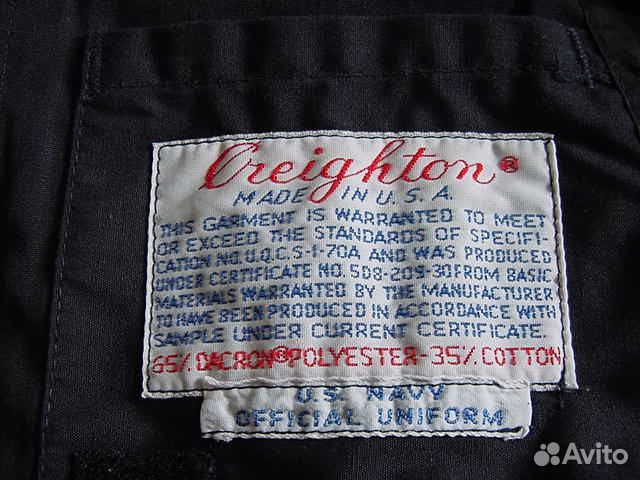 Creighton®
MADE IN U.S.A.
THIS GARMENT IS WARRANTED TO MEET
OR EXCEED THE STANDARDS OF SPECIFI-
CATION NO. U.Q.C.S-1-70A AND WAS PRODUCED
UNDER CERTIFICATE NO. 508-209-30 FROM BASIC
MATERIALS WARRANTED BY THE MANUFACTURER
TO HAVE BEEN PRODUCED IN ACCORDANCE WITH
SAMPLE UNDER CURRENT CERTIFICATE.
65% DACRON® POLYESTER-35% COTTON
U.S. NAVY
OFFICIAL UNIFORM
Avito